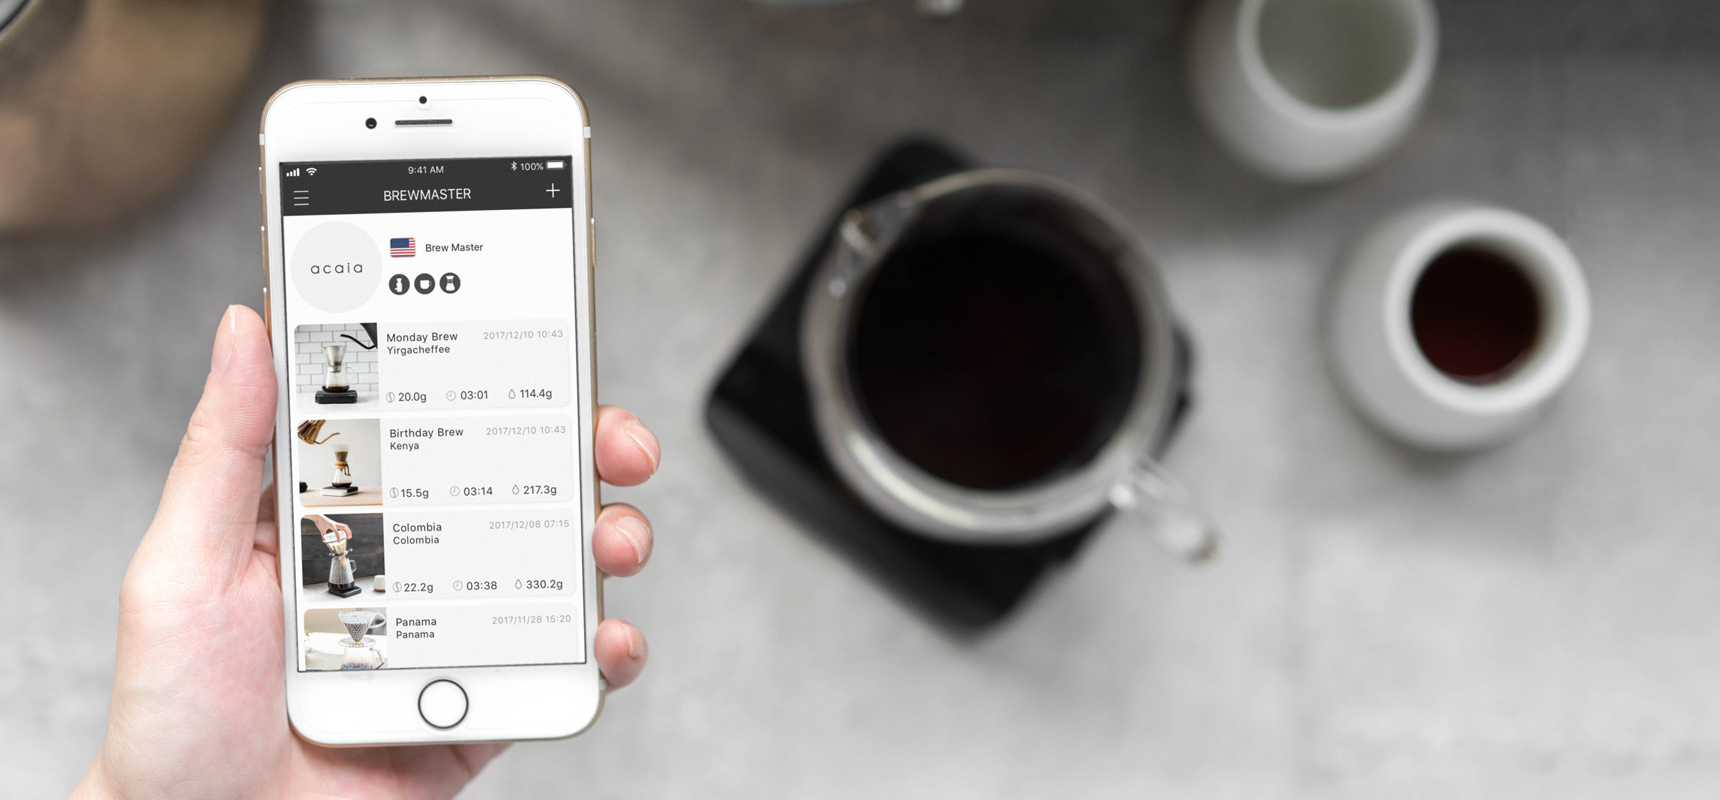 9:41 AM
100%
BREWMASTER
acaia
Brew Master
Monday Brew
2017/12/10 10:43
Yirgacheffee
20.0g
03:01
114.4g
Birthday Brew
2017/12/10 10:43
Kenya
15.5g
03:14
217.3g
Colombia
2017/12/08 07:15
Colombia
22.2g
03:38
330.2g
Panama
2017/11/28 15:20
Panama